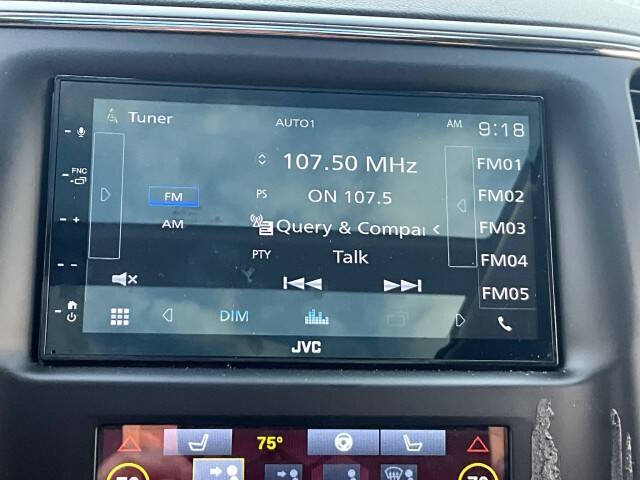 Tuner
AUTO1
AM 9:18
107.50 MHz
FM01
FM
PS ON 107.5
FM02
AM
Query & Compar
FM03
PTY Talk
FM04
FM05
FNC
DIM
JVC
75°